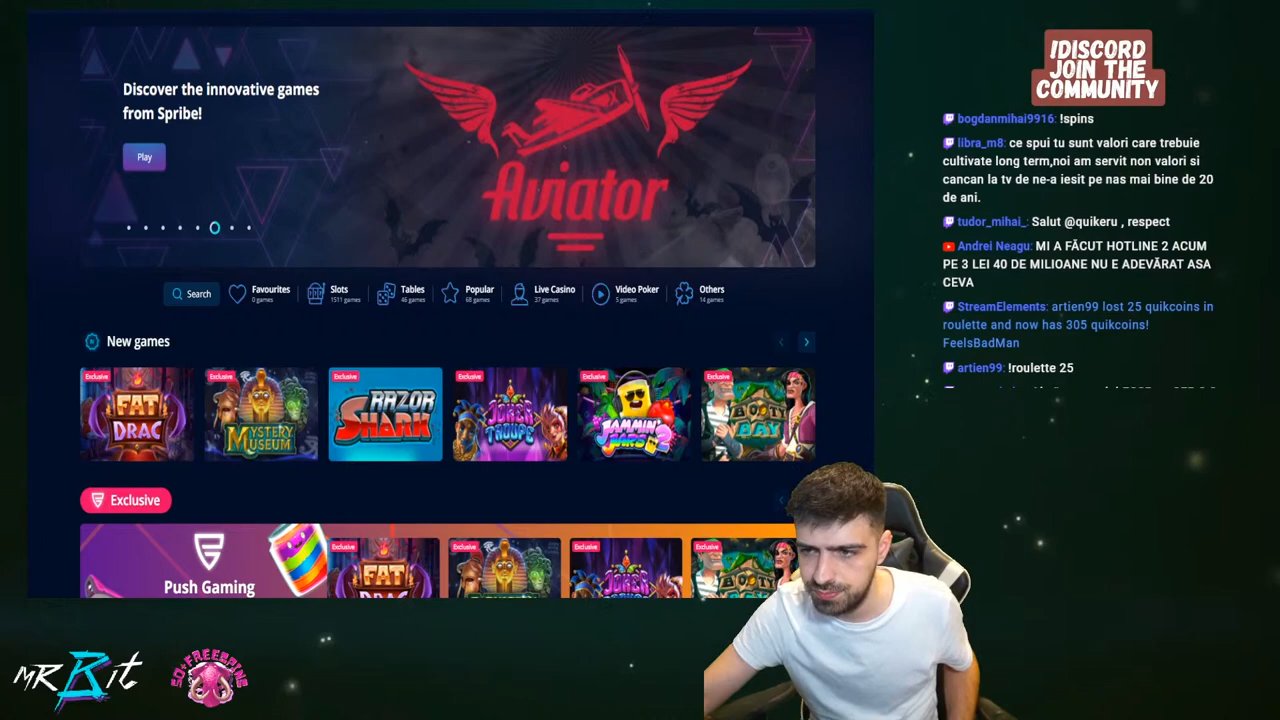 Discover the innovative games
from Spribe!
Play
Aviator
Search
Favourites
0 games
Slots
1511 games
Tables
46 games
Popular
68 games
Live Casino
37 games
Video Poker
5 games
Others
14 games
New games
Exclusive
FAT
DRAC
Exclusive
MYSTERY
MUSEUM
Exclusive
RAZOR
SHARK
Exclusive
JOKER
TROUPE
JAMMIN'
JARS 2
Exclusive
BOOTY
BAY
Exclusive
Push Gaming
Exclusive
FAT
Exclusive
Exclusive
JOKER
Exclusive
BOOTY
MR BIT
50+FREESPINS
!DISCORD
JOIN THE
COMMUNITY
bogdanmihai9916: !spins
libra_m8: ce spui tu sunt valori care trebuie
cultivate long term,noi am servit non valori si
cancan la tv de ne-a iesit pe nas mai bine de 20
de ani.
tudor_mihai_: Salut @quikeru , respect
Andrei Neagu: MI A FĂCUT HOTLINE 2 ACUM
PE 3 LEI 40 DE MILIOANE NU E ADEVĂRAT ASA
CEVA
StreamElements: artien99 lost 25 quikcoins in
roulette and now has 305 quikcoins!
FeelsBadMan
artien99: !roulette 25